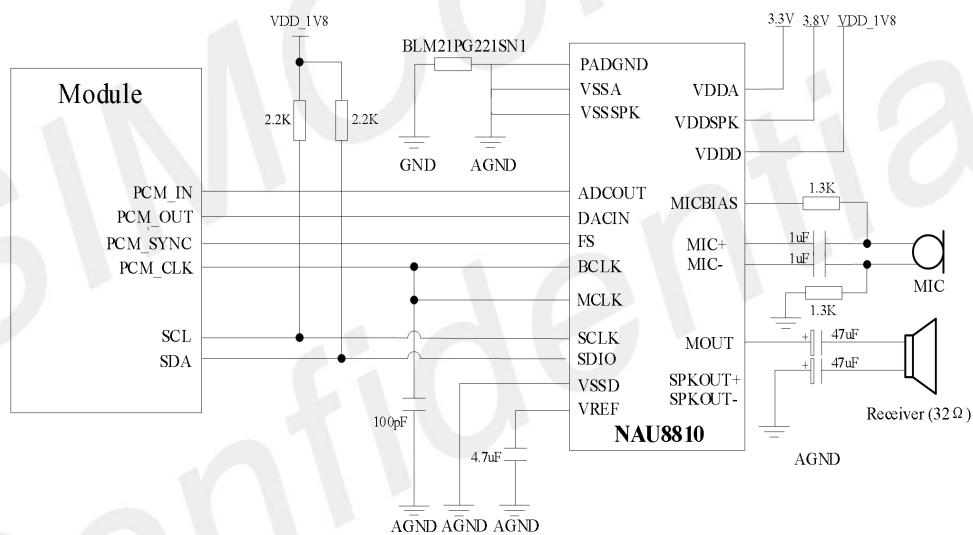 VDD_1V8
3.3V 3.8V VDD_1V8
BLM21PG221SN1
Module
PADGND
VSSA
VSSSPK
VDDA
VDDSPK
VDDD
2.2K 2.2K
GND AGND
PCM_IN
PCM_OUT
PCM_SYNC
PCM_CLK
ADCOUT
DACIN
FS
BCLK
MCLK
MICBIAS
1.3K
MIC+
MIC-
1uF
1uF
MIC
1.3K
SCL
SDA
SCLK
SDIO
VSSD
VREF
MOUT
SPKOUT+
SPKOUT-
+ 47uF
+ 47uF
Receiver (32Ω)
100pF
4.7uF
NAU8810
AGND
AGND AGND AGND
SIMCom
Confidential